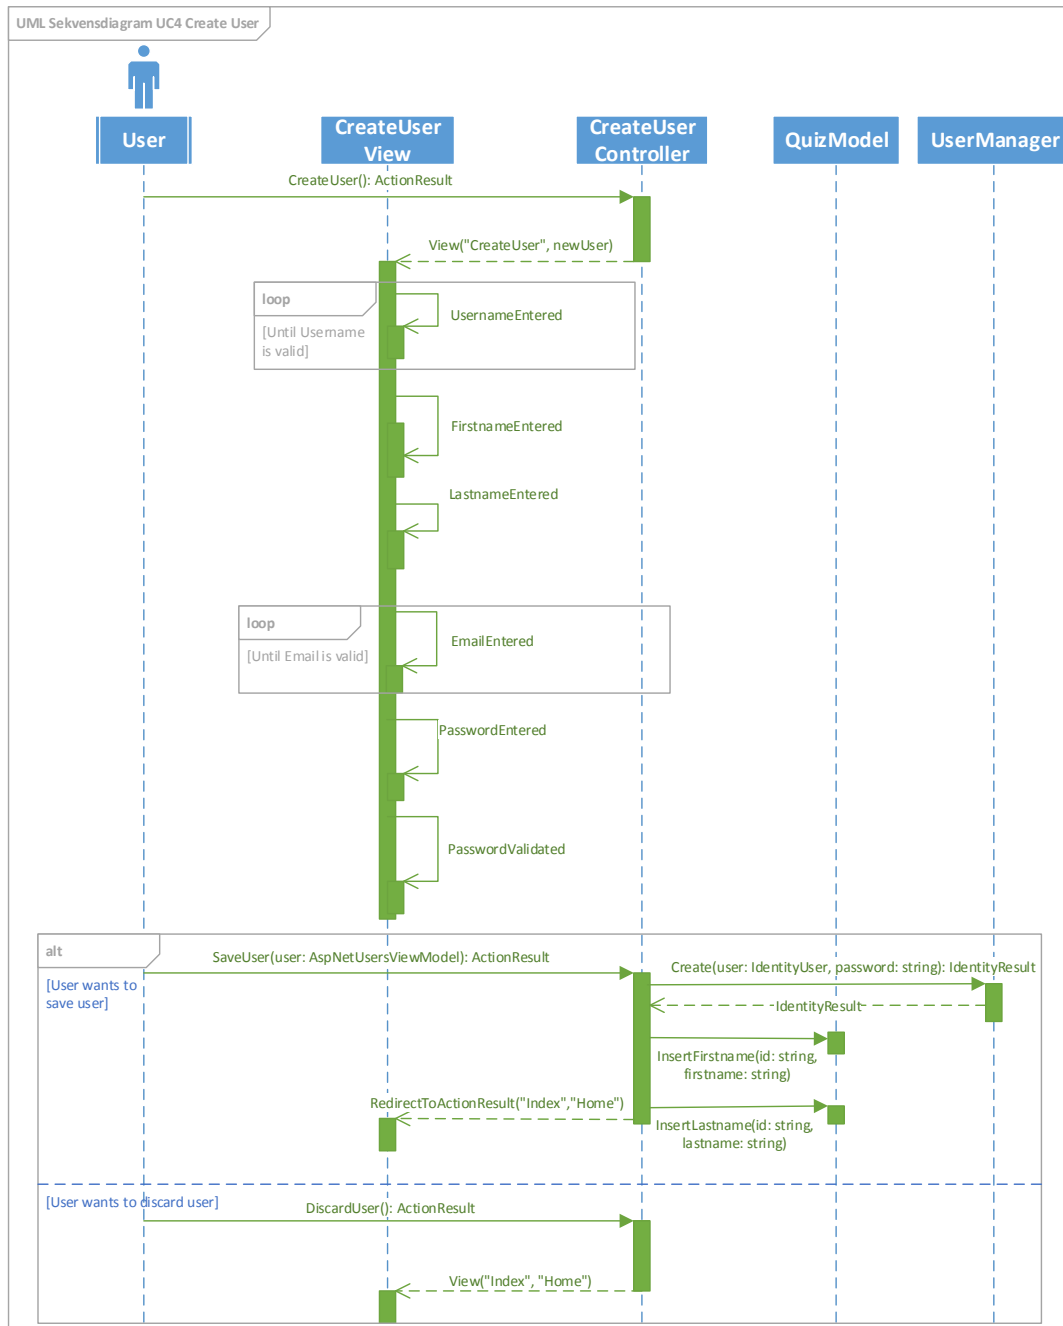 UML Sekvensdiagram UC4 Create User
User
CreateUser
View
CreateUser
Controller
QuizModel
UserManager
CreateUser(): ActionResult
View("CreateUser", newUser)
loop
[Until Username
is valid]
UsernameEntered
FirstnameEntered
LastnameEntered
loop
[Until Email is valid]
EmailEntered
PasswordEntered
PasswordValidated
alt
[User wants to
save user]
SaveUser(user: AspNetUsersViewModel): ActionResult
Create(user: IdentityUser, password: string): IdentityResult
IdentityResult
InsertFirstname(id: string,
firstname: string)
RedirectToActionResult("Index","Home")
InsertLastname(id: string,
lastname: string)
[User wants to discard user]
DiscardUser(): ActionResult
View("Index", "Home")